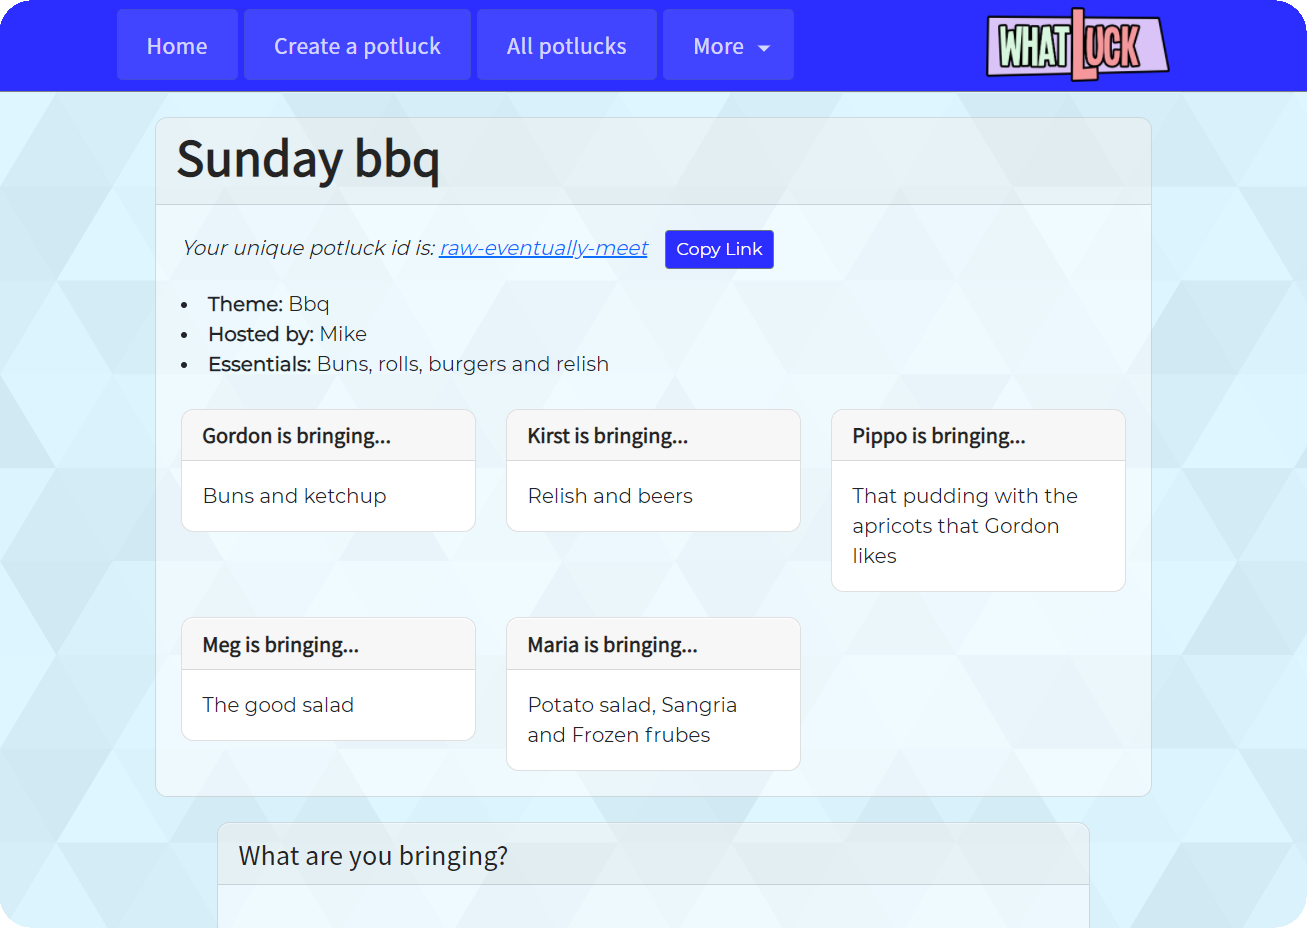 Home
Create a potluck
All potlucks
More
WHATLUCK
Sunday bbq
Your unique potluck id is: raw-eventually-meet
Copy Link
Theme: Bbq
Hosted by: Mike
Essentials: Buns, rolls, burgers and relish
Gordon is bringing...
Buns and ketchup
Kirst is bringing...
Relish and beers
Pippo is bringing...
That pudding with the
apricots that Gordon
likes
Meg is bringing...
The good salad
Maria is bringing...
Potato salad, Sangria
and Frozen frubes
What are you bringing?